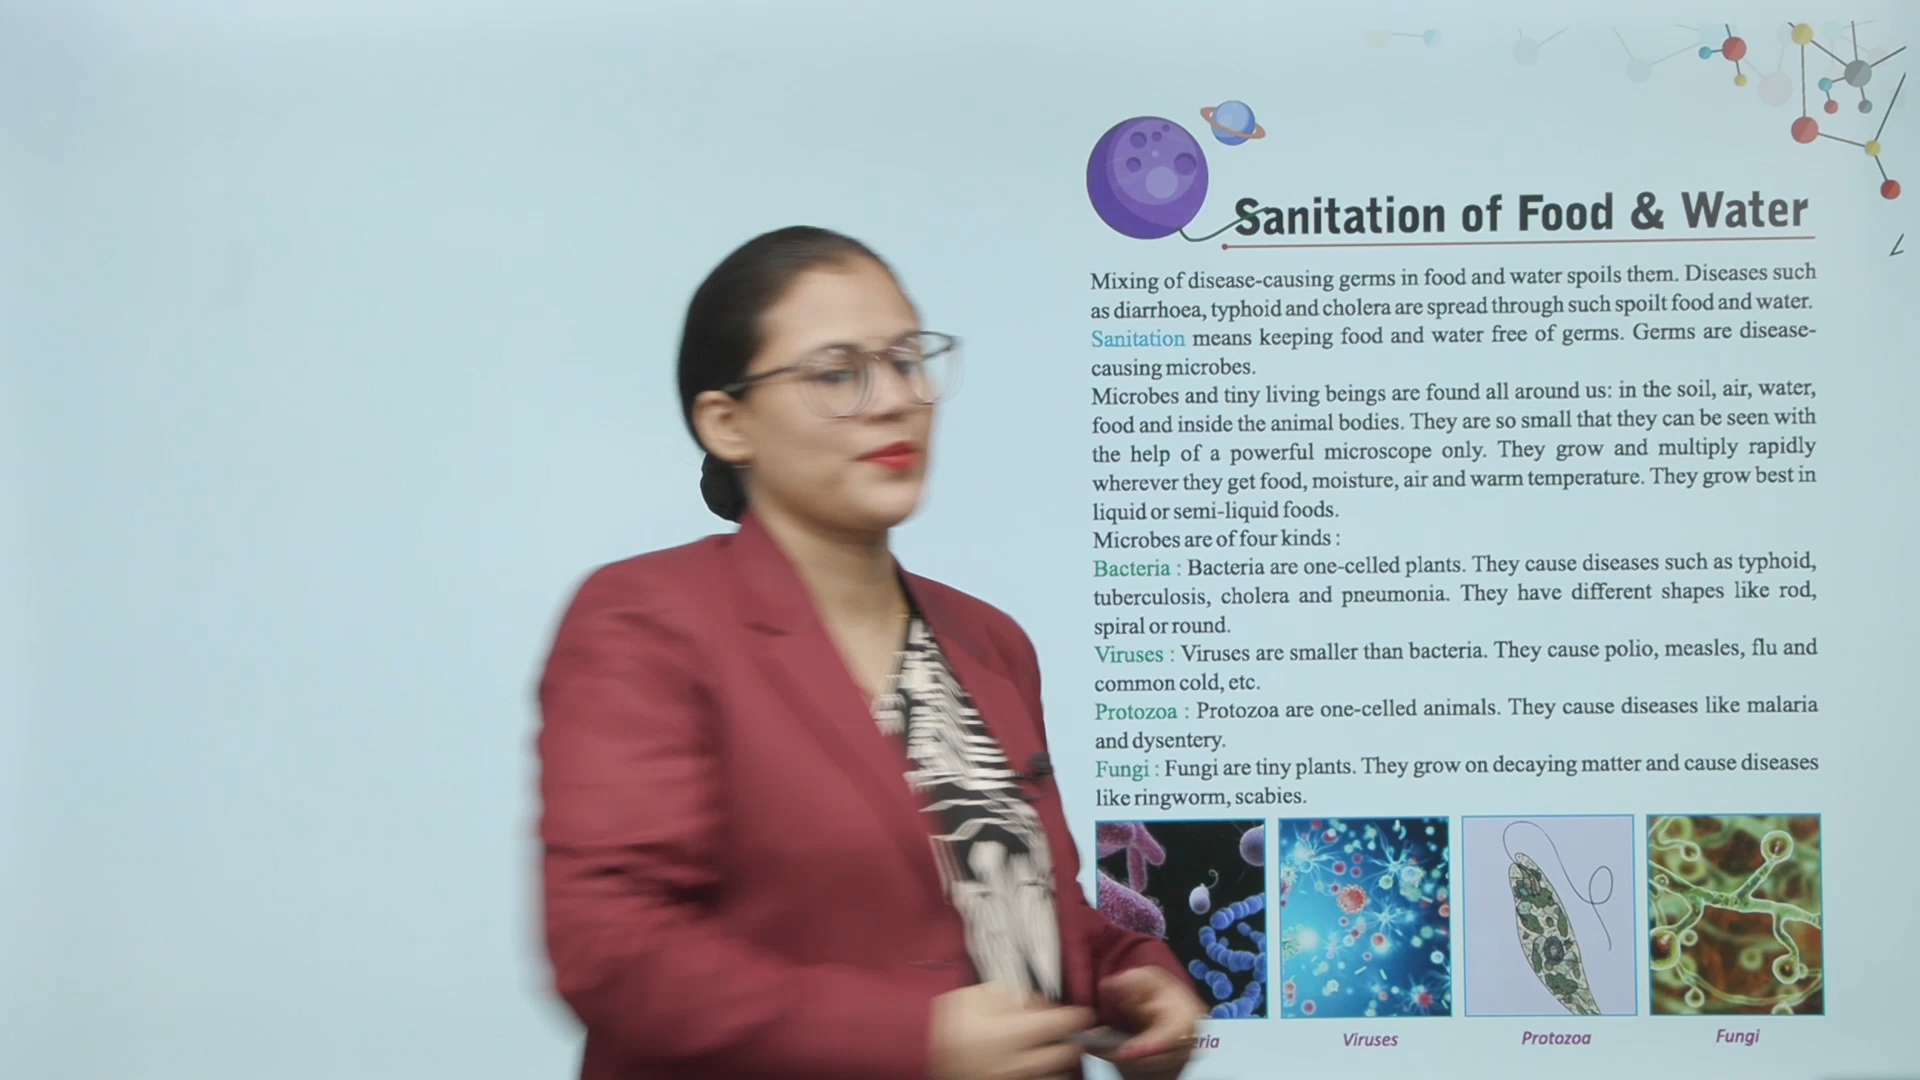 Sanitation of Food & Water
Mixing of disease-causing germs in food and water spoils them. Diseases such
as diarrhoea, typhoid and cholera are spread through such spoilt food and water.
Sanitation means keeping food and water free of germs. Germs are disease-
causing microbes.
Microbes and tiny living beings are found all around us: in the soil, air, water,
food and inside the animal bodies. They are so small that they can be seen with
the help of a powerful microscope only. They grow and multiply rapidly
wherever they get food, moisture, air and warm temperature. They grow best in
liquid or semi-liquid foods.
Microbes are of four kinds :
Bacteria : Bacteria are one-celled plants. They cause diseases such as typhoid,
tuberculosis, cholera and pneumonia. They have different shapes like rod,
spiral or round.
Viruses : Viruses are smaller than bacteria. They cause polio, measles, flu and
common cold, etc.
Protozoa : Protozoa are one-celled animals. They cause diseases like malaria
and dysentery.
Fungi : Fungi are tiny plants. They grow on decaying matter and cause diseases
like ringworm, scabies.
eria Viruses Protozoa Fungi